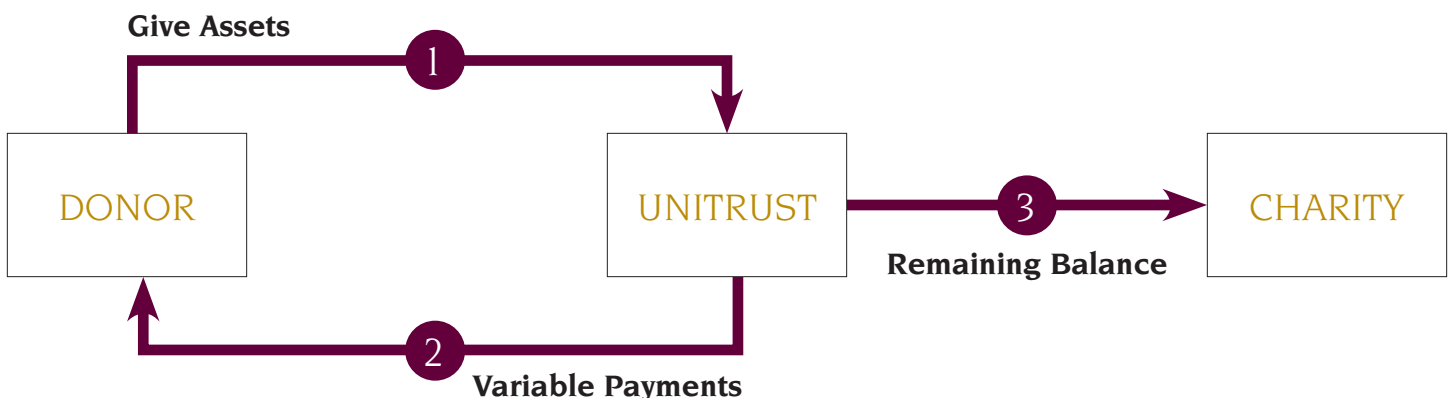 Give Assets
1
DONOR
UNITRUST
3
CHARITY
Remaining Balance
2
Variable Payments